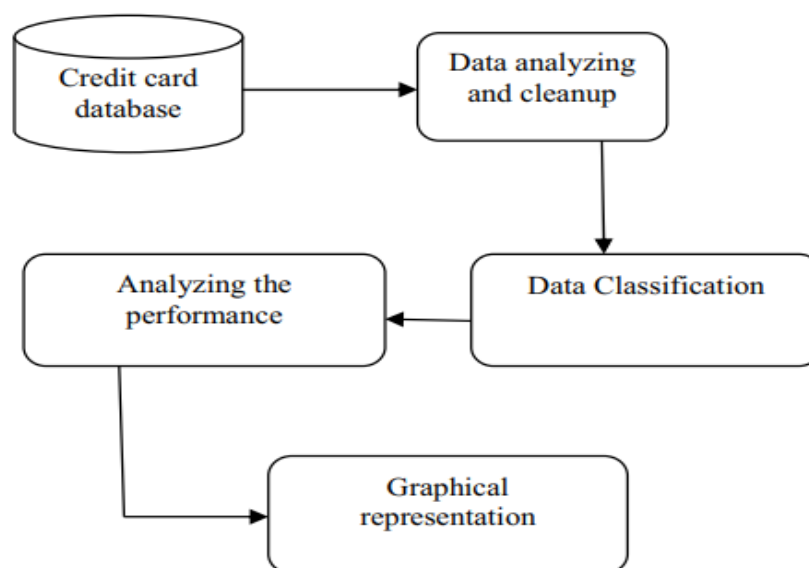 Credit card
database
Data analyzing
and cleanup
Analyzing the
performance
Data Classification
Graphical
representation